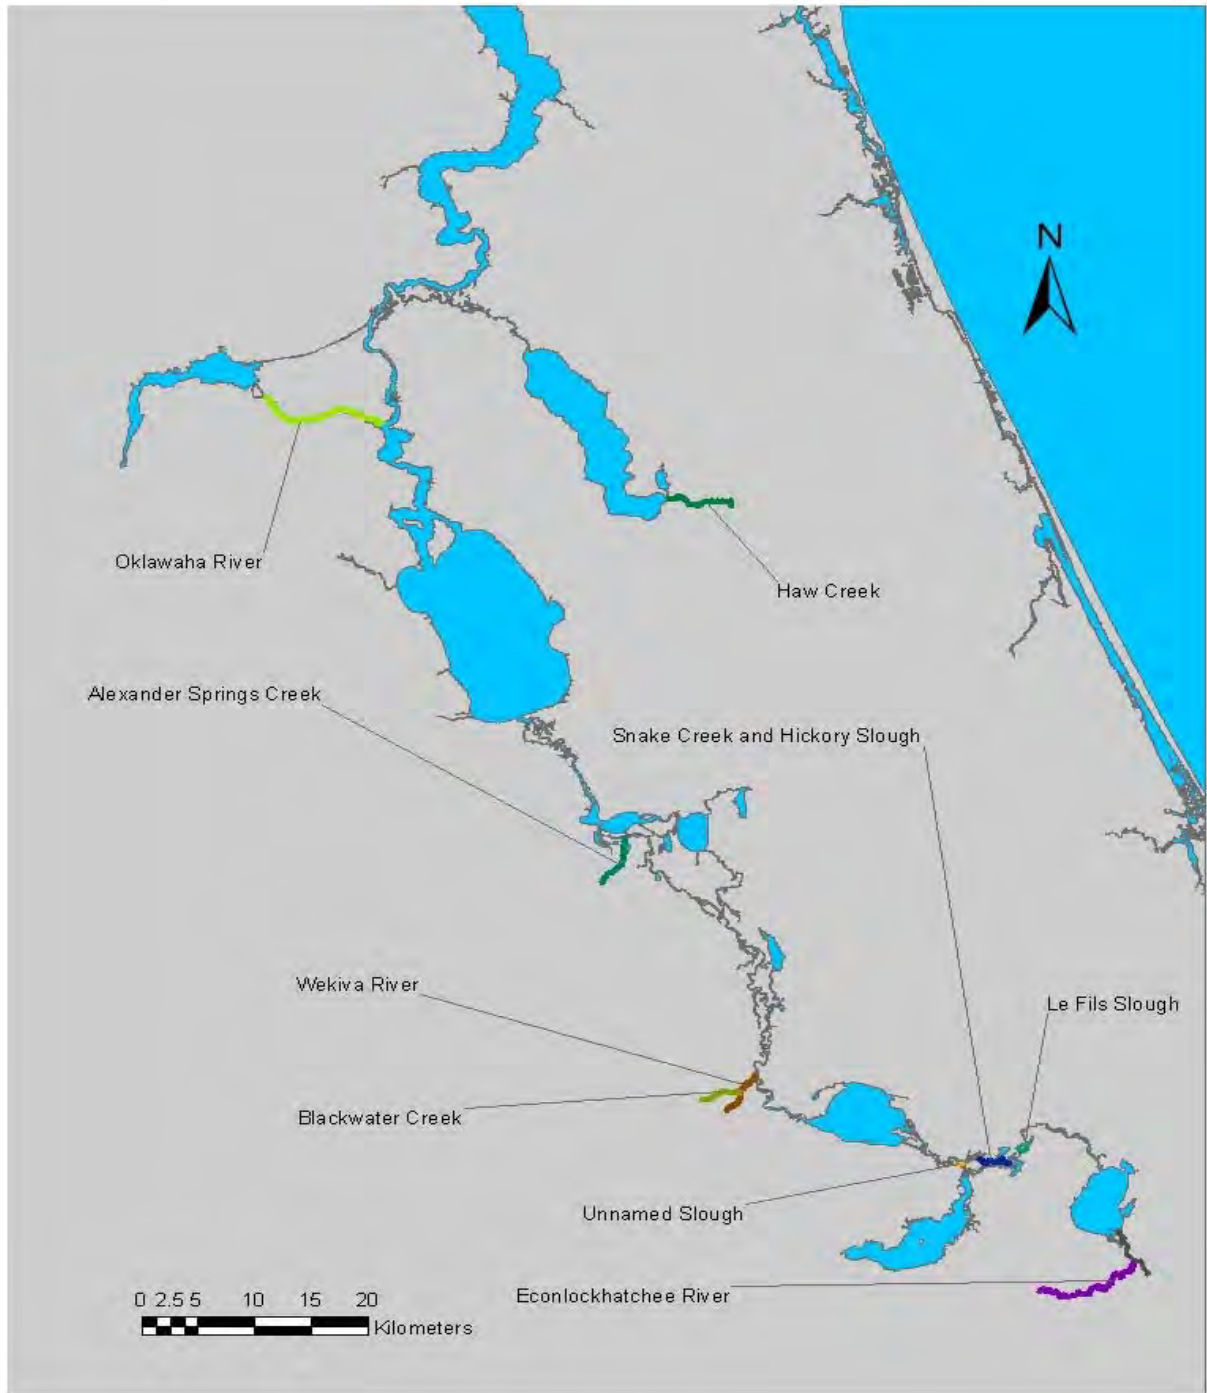 N
Oklawaha River
Haw Creek
Alexander Springs Creek
Snake Creek and Hickory Slough
Wekiva River
Le Fils Slough
Blackwater Creek
Unnamed Slough
Econlockhatchee River
0 2.5 5 10 15 20
Kilometers